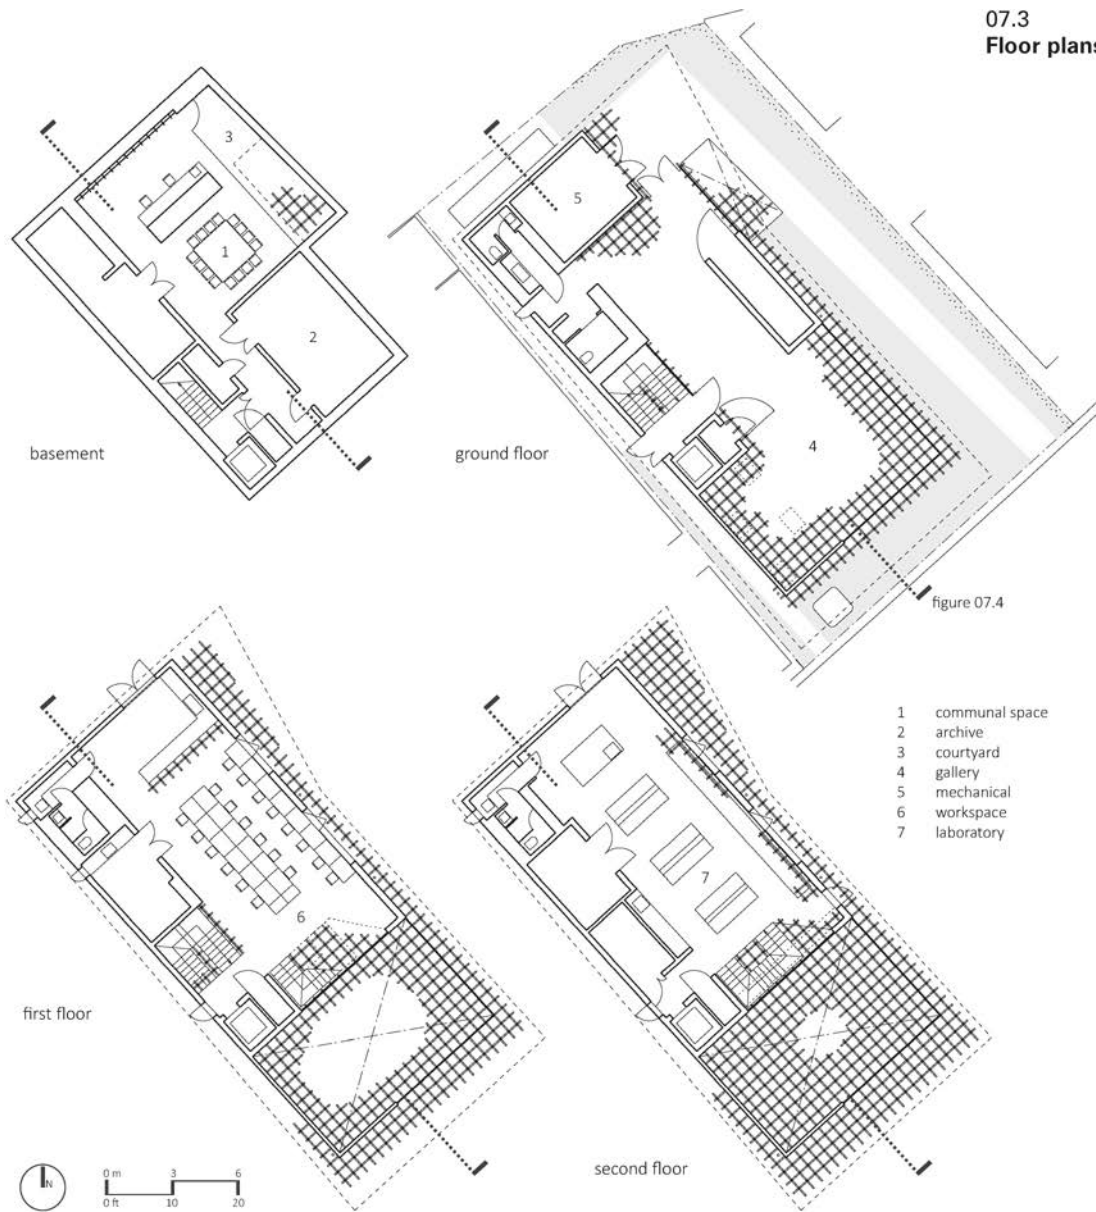 07.3
Floor plans
3
1
2
basement
5
4
ground floor
figure 07.4
6
first floor
7
second floor
1 communal space
2 archive
3 courtyard
4 gallery
5 mechanical
6 workspace
7 laboratory
N
0 m 3 6
0 ft 10 20